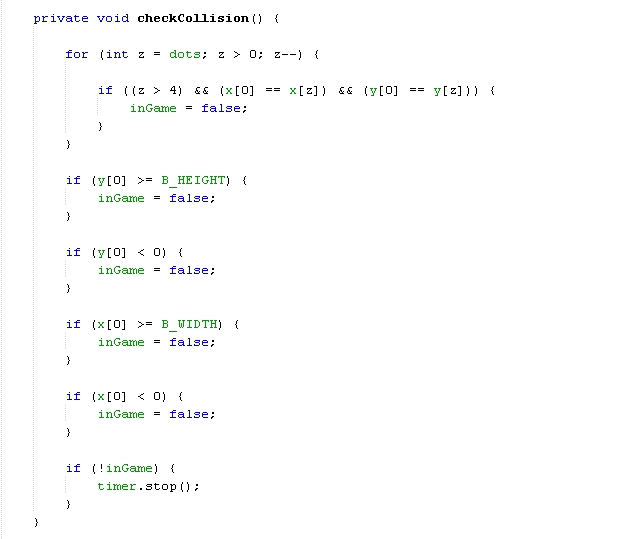 private void checkCollision() {
for (int z = dots; z > 0; z--) {
if ((z > 4) && (x[0] == x[z]) && (y[0] == y[z])) {
inGame = false;
}
}
if (y[0] >= B_HEIGHT) {
inGame = false;
}
if (y[0] < 0) {
inGame = false;
}
if (x[0] >= B_WIDTH) {
inGame = false;
}
if (x[0] < 0) {
inGame = false;
}
if (!inGame) {
timer.stop();
}
}